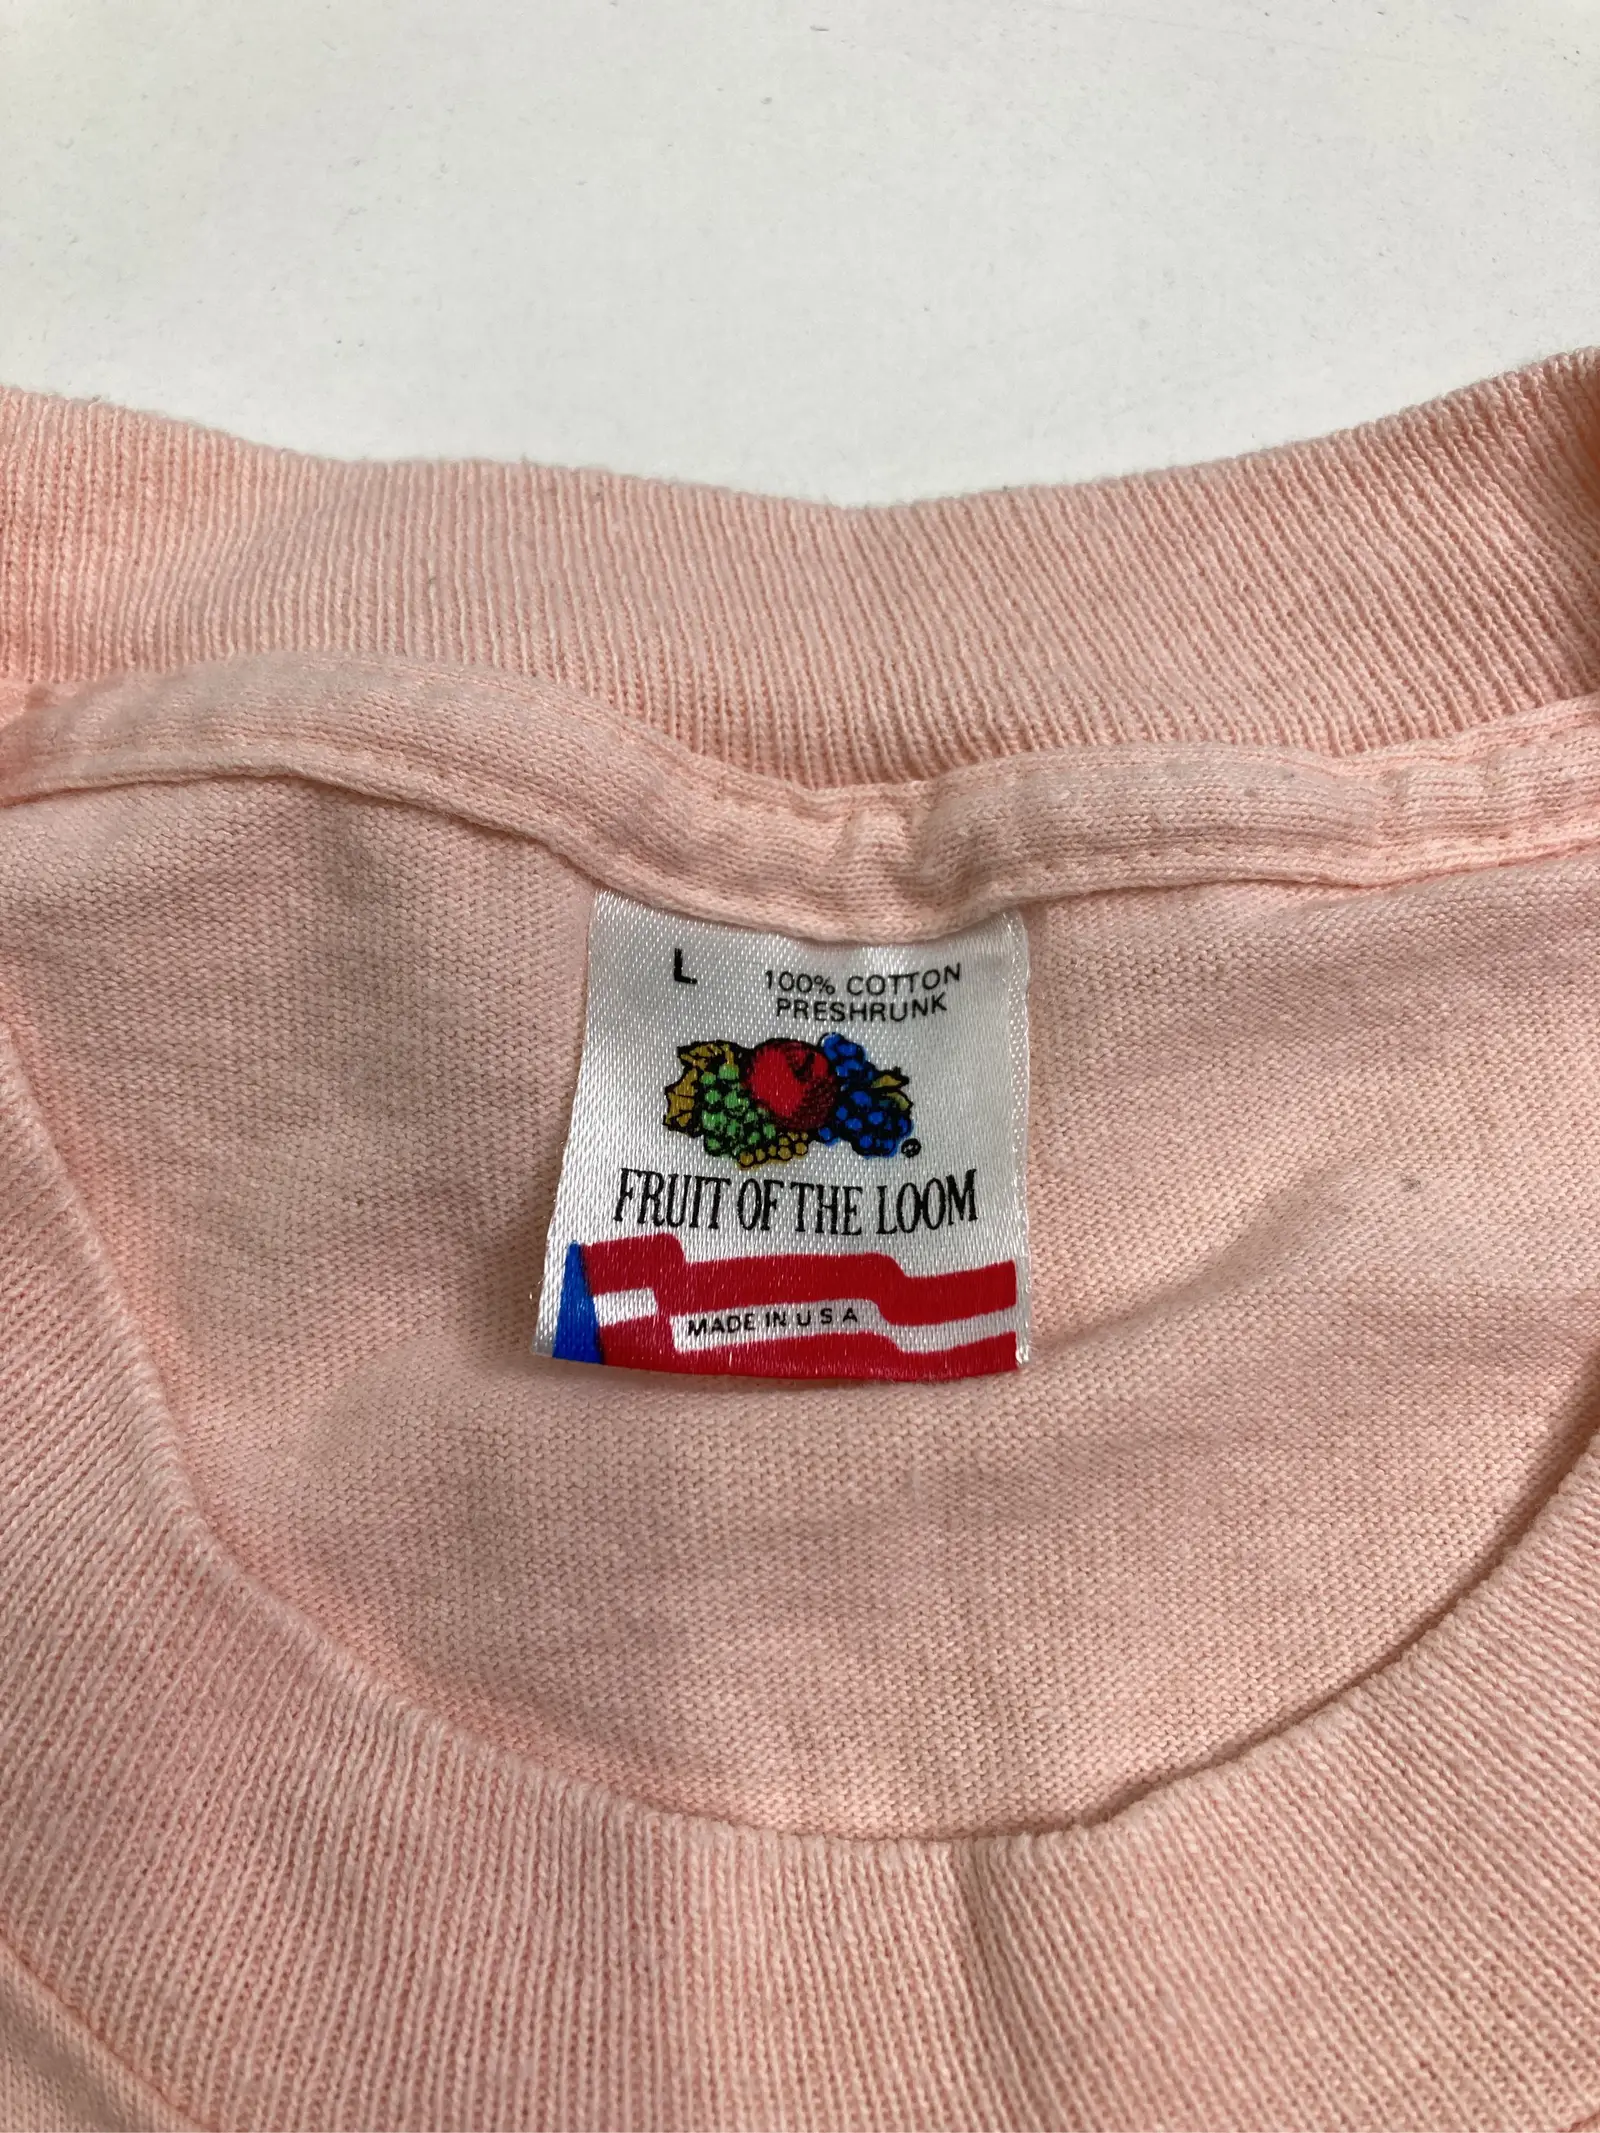 L
100% COTTON
PRESHRUNK
®
FRUIT OF THE LOOM
MADE IN U S A